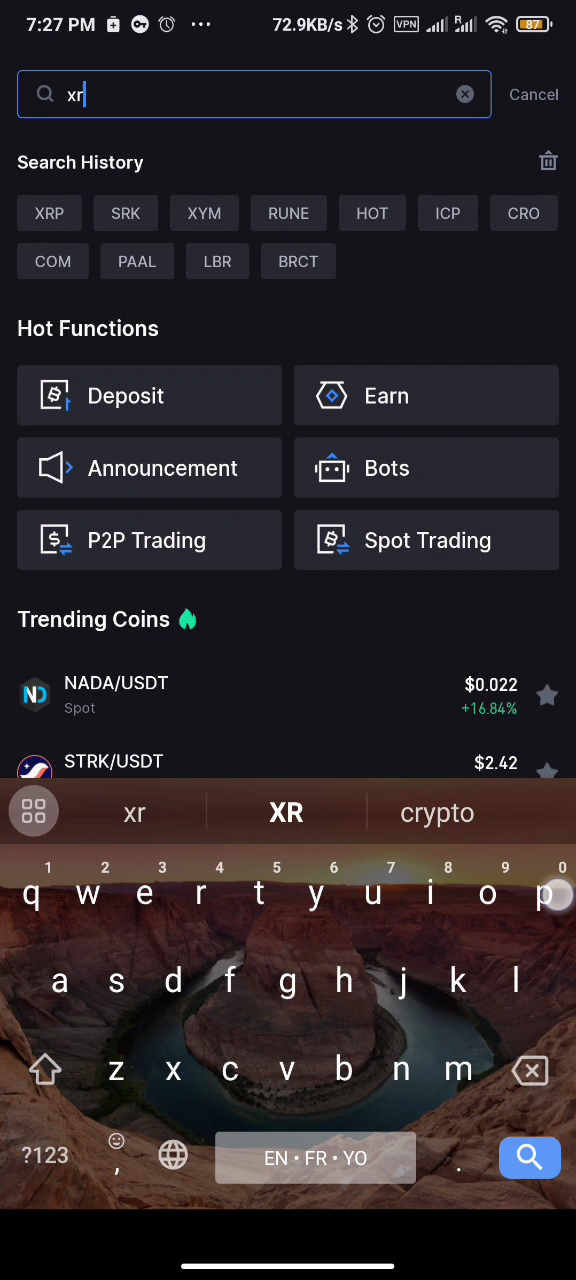 7:27 PM 72.9KB/s VPN R 87
xr Cancel
Search History
XRP SRK XYM RUNE HOT ICP CRO
COM PAAL LBR BRCT
Hot Functions
Deposit Earn
Announcement Bots
P2P Trading Spot Trading
Trending Coins
NADA/USDT $0.022
Spot +16.84%
STRK/USDT $2.42
xr XR crypto
1 2 3 4 5 6 7 8 9 0
q w e r t y u i o p
a s d f g h j k l
z x c v b n m
?123 , EN • FR • YO .